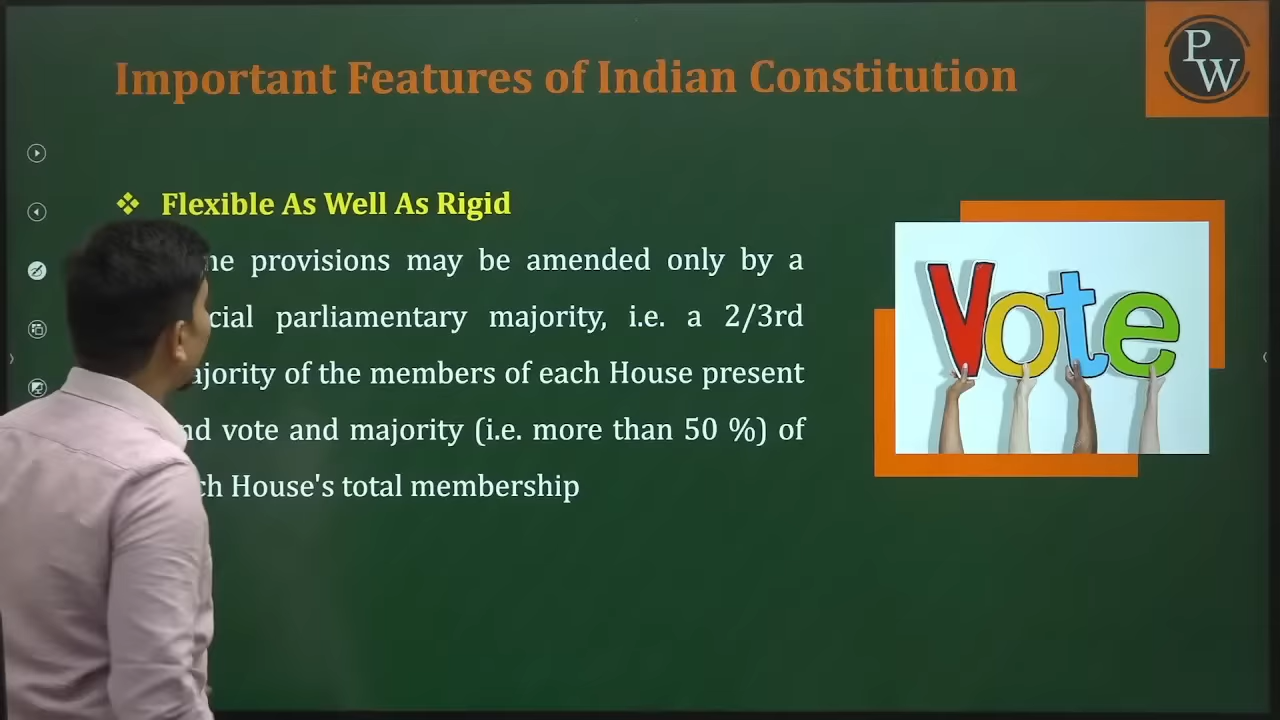 Important Features of Indian Constitution
PW
❖ Flexible As Well As Rigid
provisions may be amended only by a
parliamentary majority, i.e. a 2/3rd
of the members of each House present
vote and majority (i.e. more than 50 %) of
House's total membership
Vote